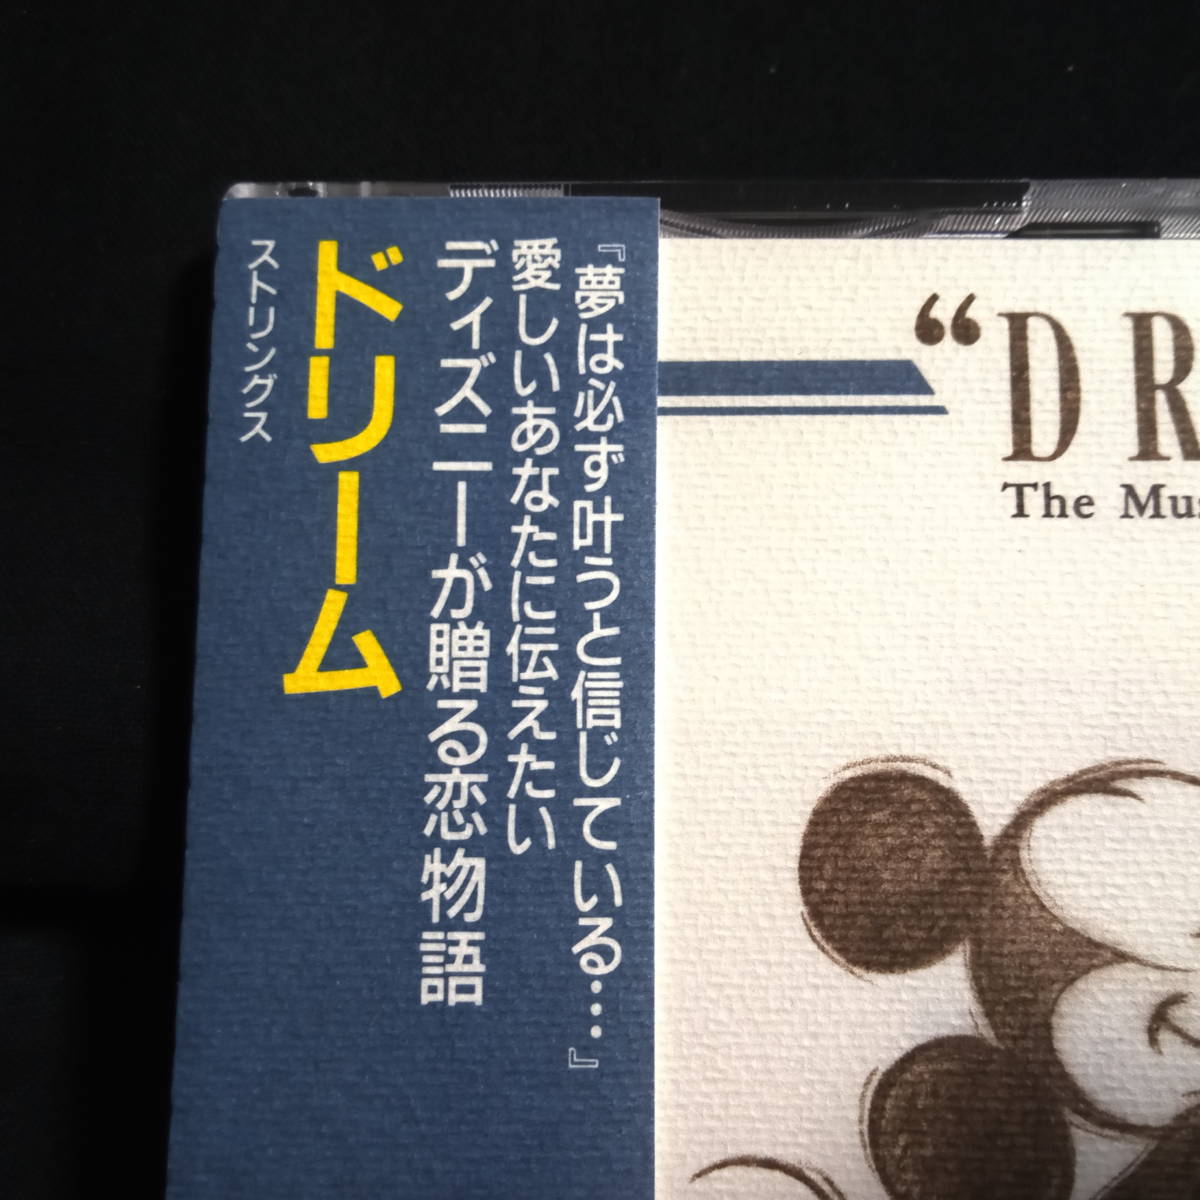 『夢は必ず叶うと信じている…』
愛しいあなたに伝えたい
ディズニーが贈る恋物語
ドリーム
ストリングス
“DR
The Mus